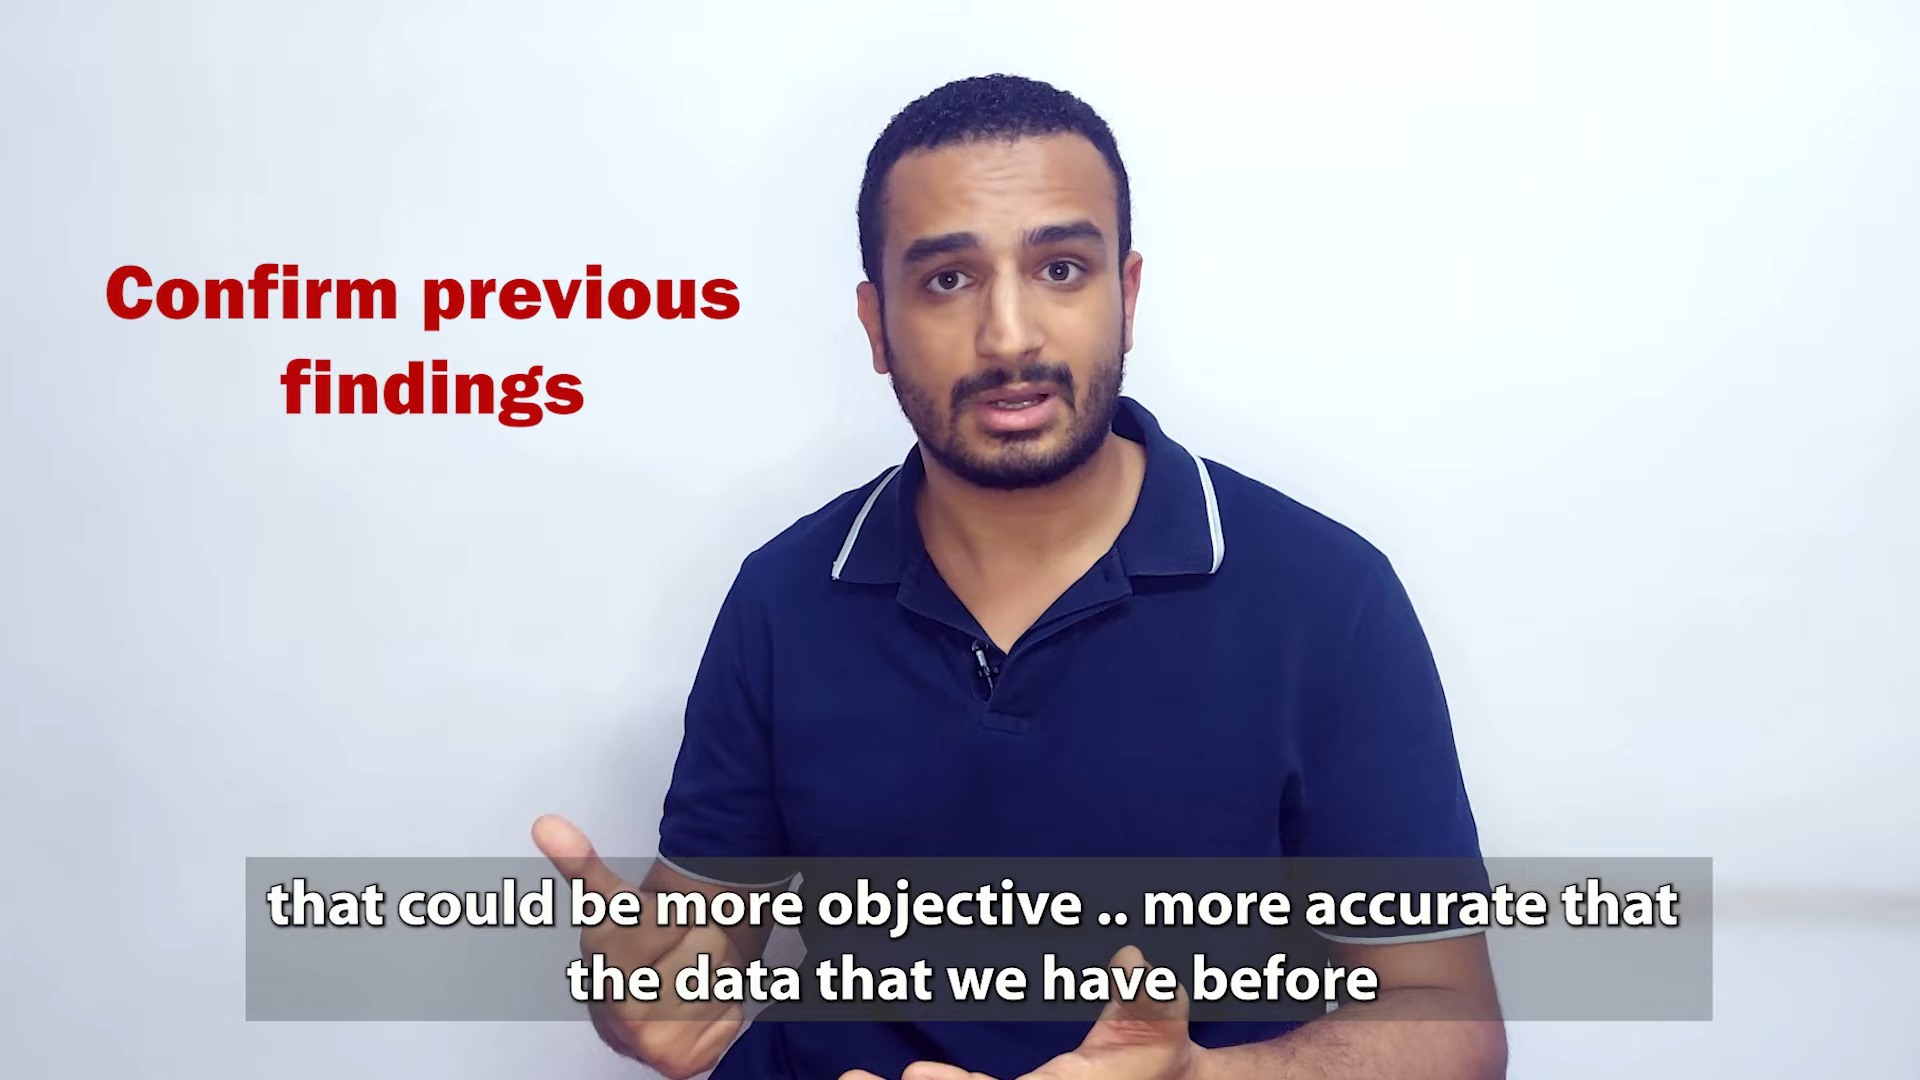 Confirm previous
findings
that could be more objective .. more accurate that
the data that we have before